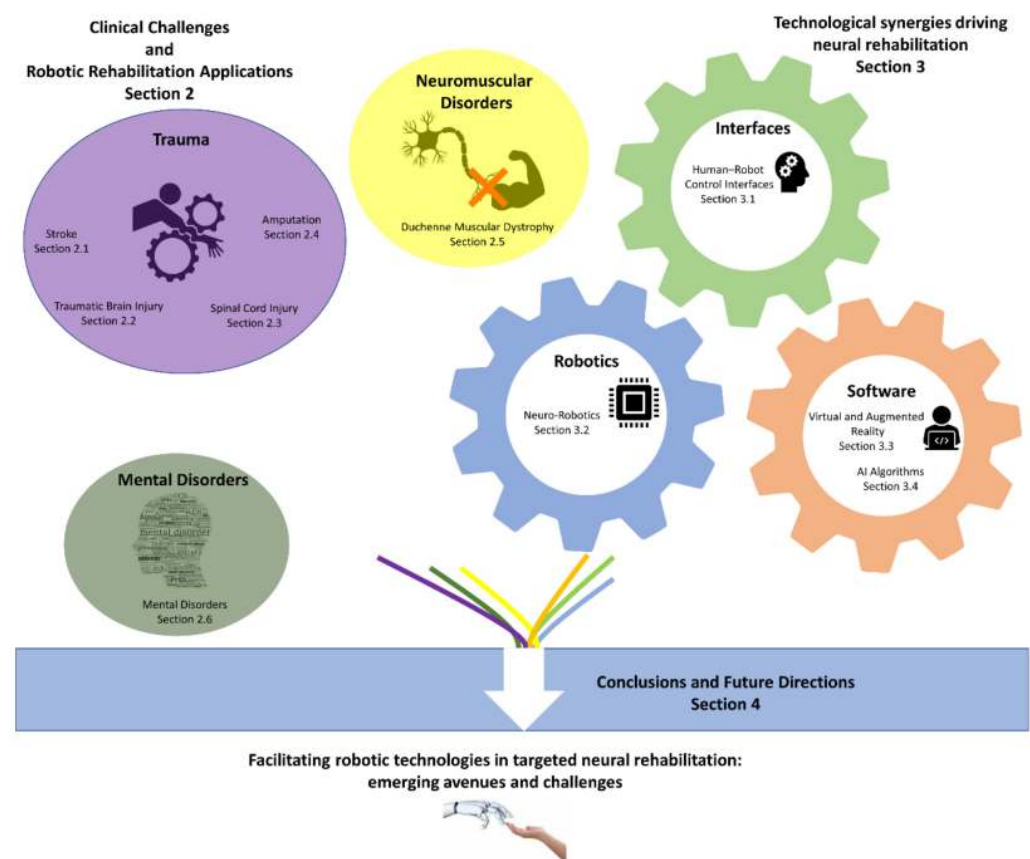 Clinical Challenges
and
Robotic Rehabilitation Applications
Section 2
Trauma
Stroke
Section 2.1
Amputation
Section 2.4
Traumatic Brain Injury
Section 2.2
Spinal Cord Injury
Section 2.3
Neuromuscular
Disorders
Duchenne Muscular Dystrophy
Section 2.5
Mental Disorders
mental disorder
Mental Disorders
Section 2.6
Technological synergies driving
neural rehabilitation
Section 3
Interfaces
Human–Robot
Control Interfaces
Section 3.1
Robotics
Neuro-Robotics
Section 3.2
Software
Virtual and Augmented
Reality
Section 3.3
</>
AI Algorithms
Section 3.4
Conclusions and Future Directions
Section 4
Facilitating robotic technologies in targeted neural rehabilitation:
emerging avenues and challenges